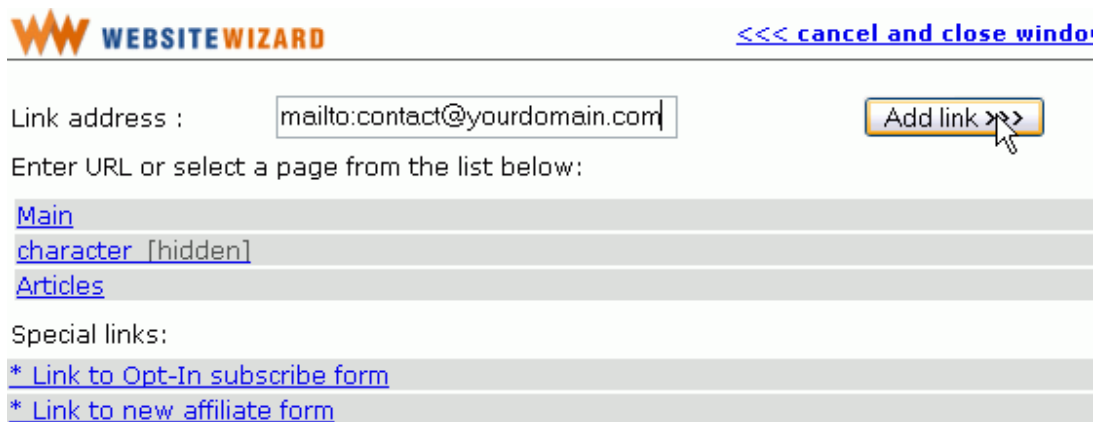 WEBSITEWIZARD
<<< cancel and close windo
Link address :
mailto:contact@yourdomain.com
Add link >>>
Enter URL or select a page from the list below:
Main
character [hidden]
Articles
Special links:
* Link to Opt-In subscribe form
* Link to new affiliate form